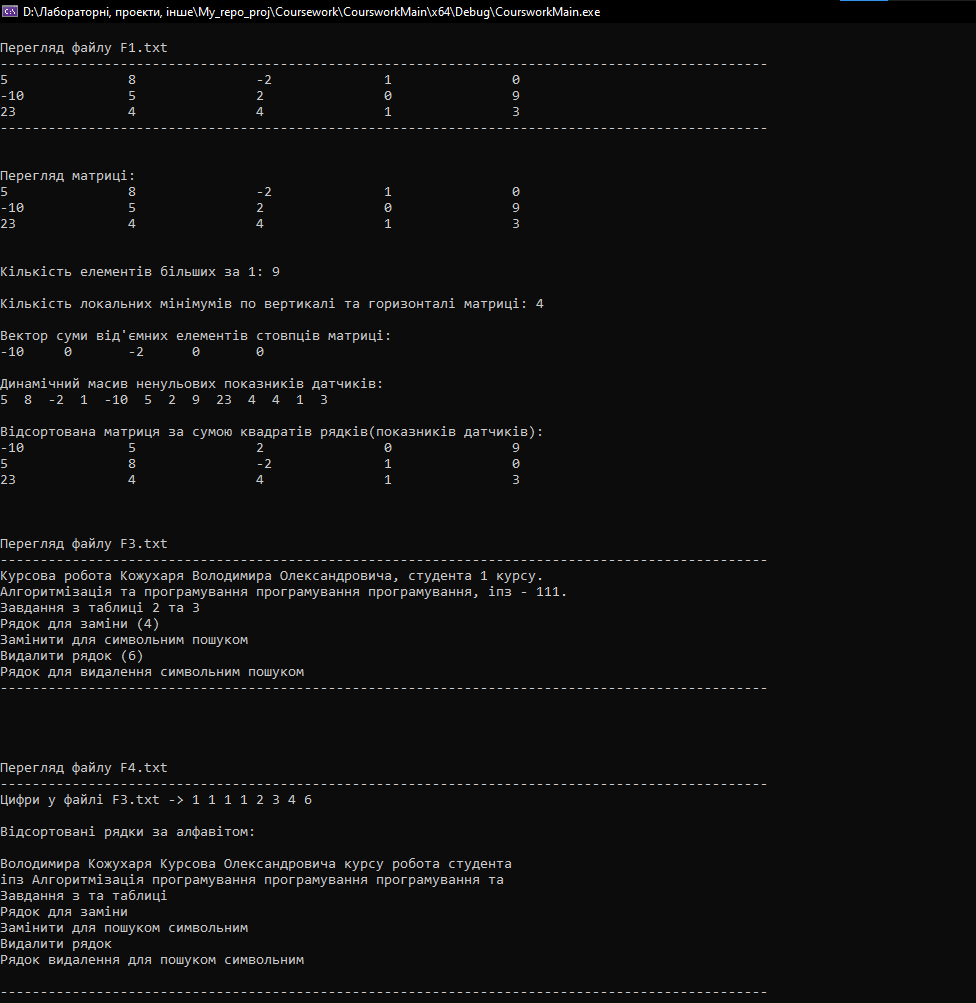 D:\Лабораторні, проекти, інше\My_repo_proj\Coursework\CoursworkMain\x64\Debug\CoursworkMain.exe
Перегляд файлу F1.txt
------------------------------------------------------------------------------------------------
5 8 -2 1 0
-10 5 2 0 9
23 4 4 1 3
------------------------------------------------------------------------------------------------
Перегляд матриці:
5 8 -2 1 0
-10 5 2 0 9
23 4 4 1 3
Кількість елементів більших за 1: 9
Кількість локальних мінімумів по вертикалі та горизонталі матриці: 4
Вектор суми від'ємних елементів стовпців матриці:
-10 0 -2 0 0
Динамічний масив ненульових показників датчиків:
5 8 -2 1 -10 5 2 9 23 4 4 1 3
Відсортована матриця за сумою квадратів рядків(показників датчиків):
-10 5 2 0 9
5 8 -2 1 0
23 4 4 1 3
Перегляд файлу F3.txt
------------------------------------------------------------------------------------------------
Курсова робота Кожухаря Володимира Олександровича, студента 1 курсу.
Алгоритмізація та програмування програмування програмування, іпз - 111.
Завдання з таблиці 2 та 3
Рядок для заміни (4)
Замінити для символьним пошуком
Видалити рядок (6)
Рядок для видалення символьним пошуком
------------------------------------------------------------------------------------------------
Перегляд файлу F4.txt
------------------------------------------------------------------------------------------------
Цифри у файлі F3.txt -> 1 1 1 1 2 3 4 6
Відсортовані рядки за алфавітом:
Володимира Кожухаря Курсова Олександровича курсу робота студента
іпз Алгоритмізація програмування програмування програмування та
Завдання з та таблиці
Рядок для заміни
Замінити для пошуком символьним
Видалити рядок
Рядок видалення для пошуком символьним
------------------------------------------------------------------------------------------------